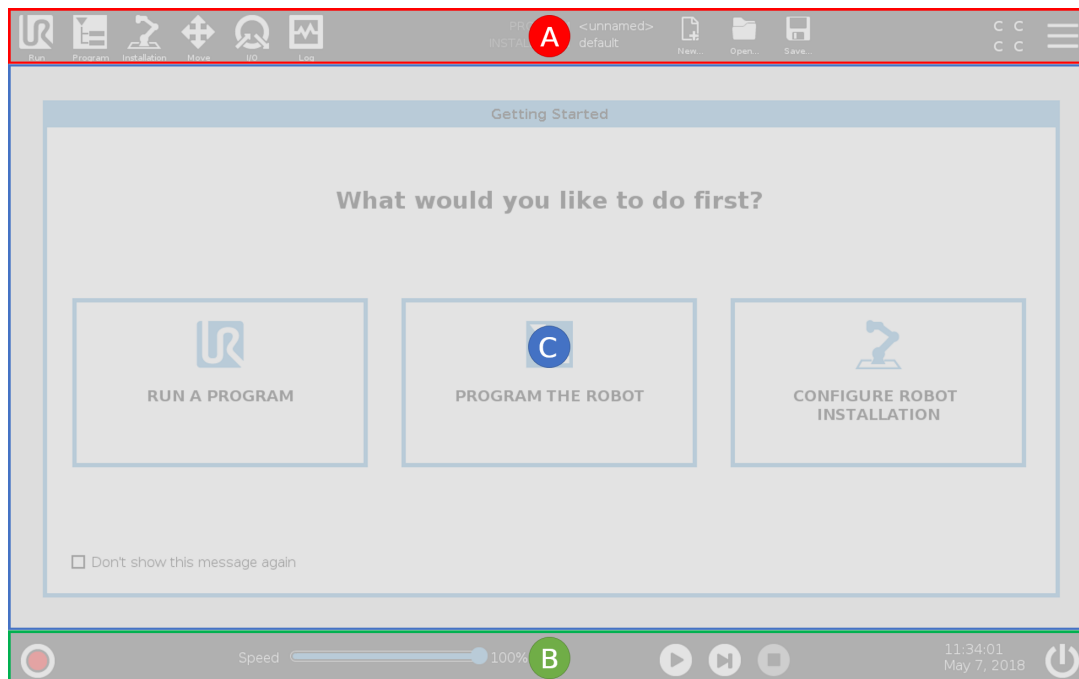 PR A <unnamed>
INSTAL default
C C
C C
Run Program Installation Move I/O Log New... Open... Save...
Getting Started
What would you like to do first?
C
RUN A PROGRAM
PROGRAM THE ROBOT
CONFIGURE ROBOT
INSTALLATION
Don't show this message again
Speed 100% B
11:34:01
May 7, 2018